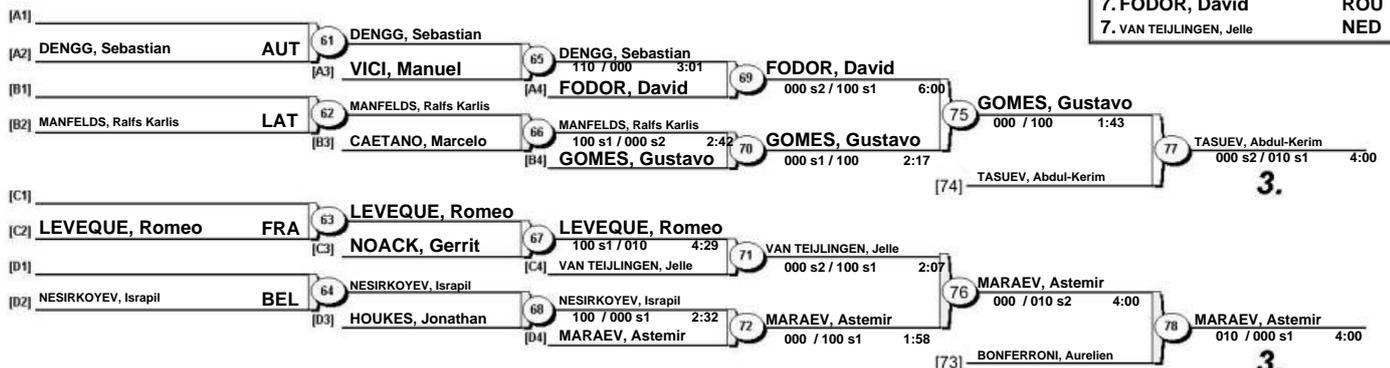 7. FODOR, David ROU
7. VAN TEIJLINGEN, Jelle NED
[A1]
[A2] DENGG, Sebastian AUT
61 DENGG, Sebastian
[A3] VICI, Manuel
65 DENGG, Sebastian
110 / 000 3:01
[A4] FODOR, David
69 FODOR, David
000 s2 / 100 s1 6:00
[B1]
[B2] MANFELDS, Ralfs Karlis LAT
62 MANFELDS, Ralfs Karlis
[B3] CAETANO, Marcelo
66 MANFELDS, Ralfs Karlis
100 s1 / 000 s2 2:42
[B4] GOMES, Gustavo
70 GOMES, Gustavo
000 s1 / 100 2:17
75 GOMES, Gustavo
000 / 100 1:43
[74] TASUEV, Abdul-Kerim
77 TASUEV, Abdul-Kerim
000 s2 / 010 s1 4:00
3.
[C1]
[C2] LEVEQUE, Romeo FRA
63 LEVEQUE, Romeo
[C3] NOACK, Gerrit
67 LEVEQUE, Romeo
100 s1 / 010 4:29
[C4] VAN TEIJLINGEN, Jelle
71 VAN TEIJLINGEN, Jelle
000 s2 / 100 s1 2:07
[D1]
[D2] NESIRKOYEV, Israpil BEL
64 NESIRKOYEV, Israpil
[D3] HOUKES, Jonathan
68 NESIRKOYEV, Israpil
100 / 000 s1 2:32
[D4] MARAEV, Astemir
72 MARAEV, Astemir
000 / 100 s1 1:58
76 MARAEV, Astemir
000 / 010 s2 4:00
[73] BONFERRONI, Aurelien
78 MARAEV, Astemir
010 / 000 s1 4:00
3.